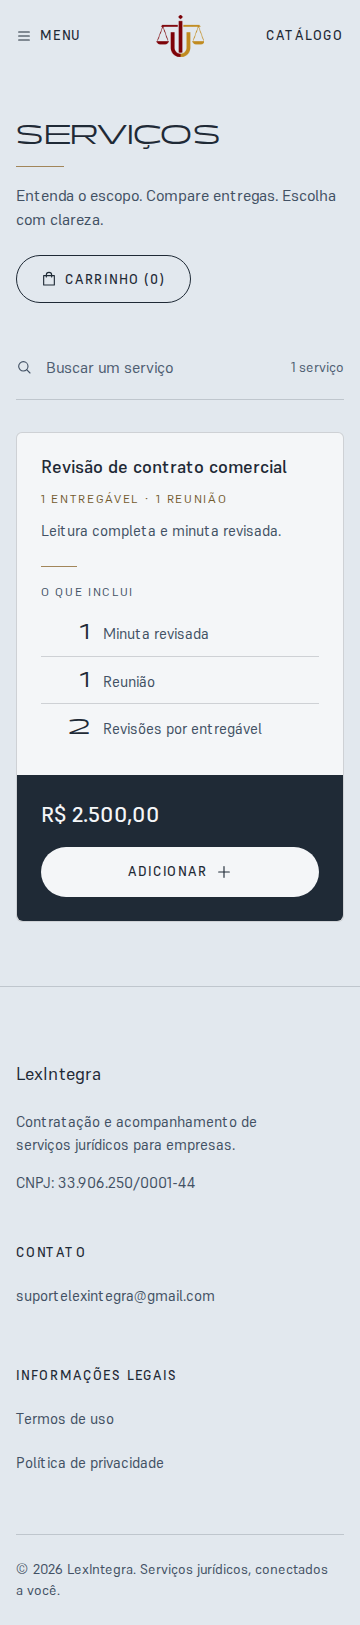 MENU
CATÁLOGO
SERVIÇOS
Entenda o escopo. Compare entregas. Escolha
com clareza.
CARRINHO (0)
Buscar um serviço
1 serviço
Revisão de contrato comercial
1 ENTREGÁVEL · 1 REUNIÃO
Leitura completa e minuta revisada.
O QUE INCLUI
1 Minuta revisada
1 Reunião
2 Revisões por entregável
R$ 2.500,00
ADICIONAR
LexIntegra
Contratação e acompanhamento de
serviços jurídicos para empresas.
CNPJ: 33.906.250/0001-44
CONTATO
suportelexintegra@gmail.com
INFORMAÇÕES LEGAIS
Termos de uso
Política de privacidade
© 2026 LexIntegra. Serviços jurídicos, conectados
a você.